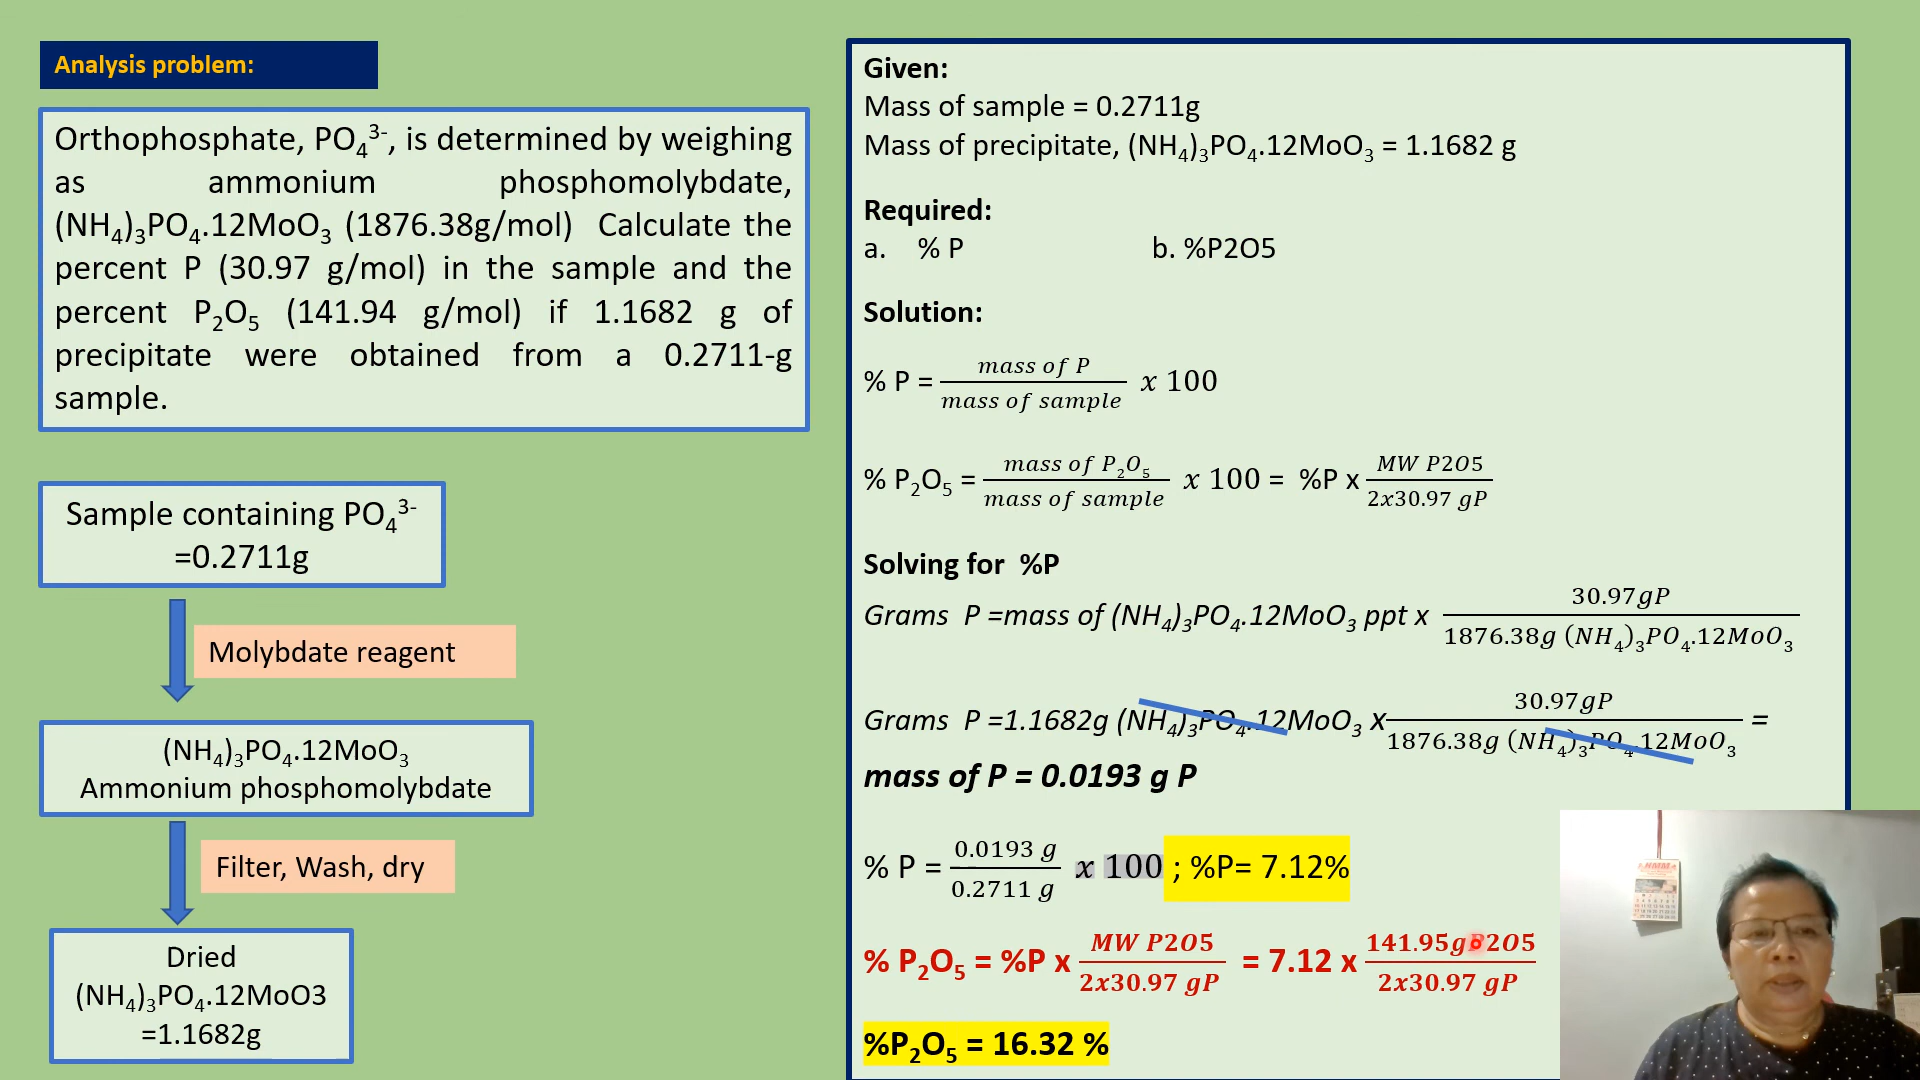 Analysis problem:
Orthophosphate, PO₄³⁻, is determined by weighing
as ammonium phosphomolybdate,
(NH₄)₃PO₄.12MoO₃ (1876.38g/mol) Calculate the
percent P (30.97 g/mol) in the sample and the
percent P₂O₅ (141.94 g/mol) if 1.1682 g of
precipitate were obtained from a 0.2711-g
sample.
Sample containing PO₄³⁻
=0.2711g
Molybdate reagent
(NH₄)₃PO₄.12MoO₃
Ammonium phosphomolybdate
Filter, Wash, dry
Dried
(NH₄)₃PO₄.12MoO3
=1.1682g
Given:
Mass of sample = 0.2711g
Mass of precipitate, (NH₄)₃PO₄.12MoO₃ = 1.1682 g
Required:
a. % P b. %P2O5
Solution:
% P = mass of P / mass of sample x 100
% P₂O₅ = mass of P₂O₅ / mass of sample x 100 = %P x MW P2O5 / 2x30.97 gP
Solving for %P
Grams P =mass of (NH₄)₃PO₄.12MoO₃ ppt x 30.97gP / 1876.38g (NH₄)₃PO₄.12MoO₃
Grams P =1.1682g (NH₄)₃PO₄.12MoO₃ x 30.97gP / 1876.38g (NH₄)₃PO₄.12MoO₃ =
mass of P = 0.0193 g P
% P = 0.0193 g / 0.2711 g x 100 ; %P= 7.12%
% P₂O₅ = %P x MW P2O5 / 2x30.97 gP = 7.12 x 141.95gP2O5 / 2x30.97 gP
%P₂O₅ = 16.32 %